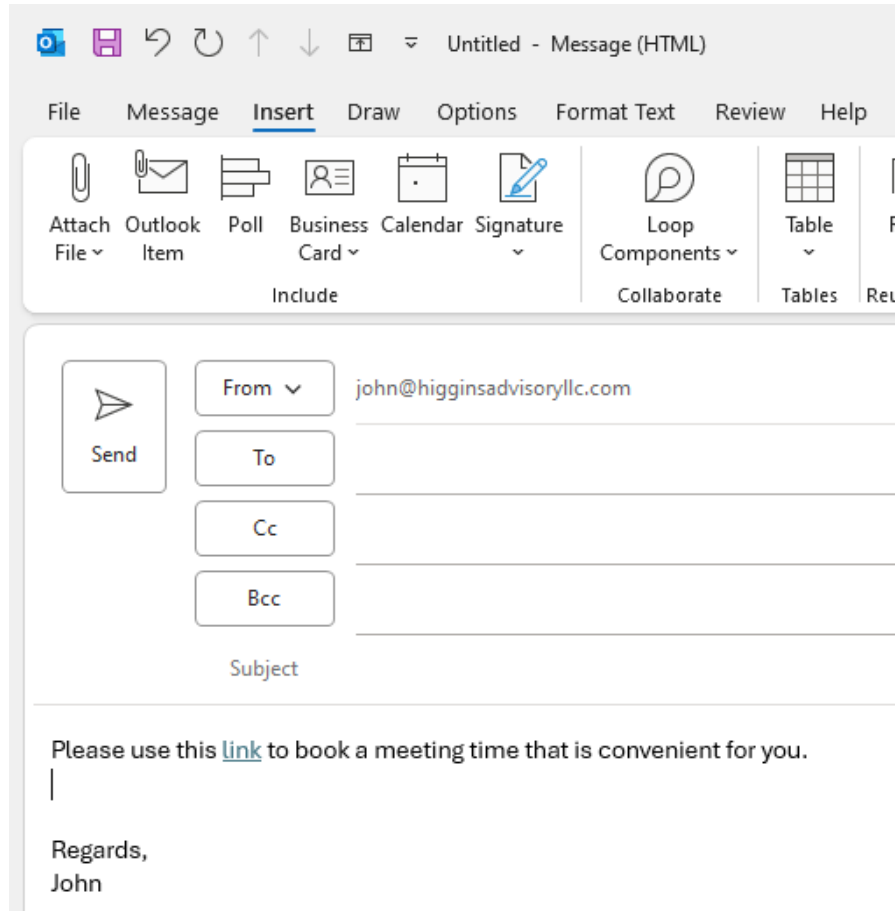 Untitled - Message (HTML)
File Message Insert Draw Options Format Text Review Help
Attach File Outlook Item Poll Business Card Calendar Signature Loop Components Table
Include Collaborate Tables
From john@higginsadvisoryllc.com
Send
To
Cc
Bcc
Subject
Please use this link to book a meeting time that is convenient for you.
Regards,
John